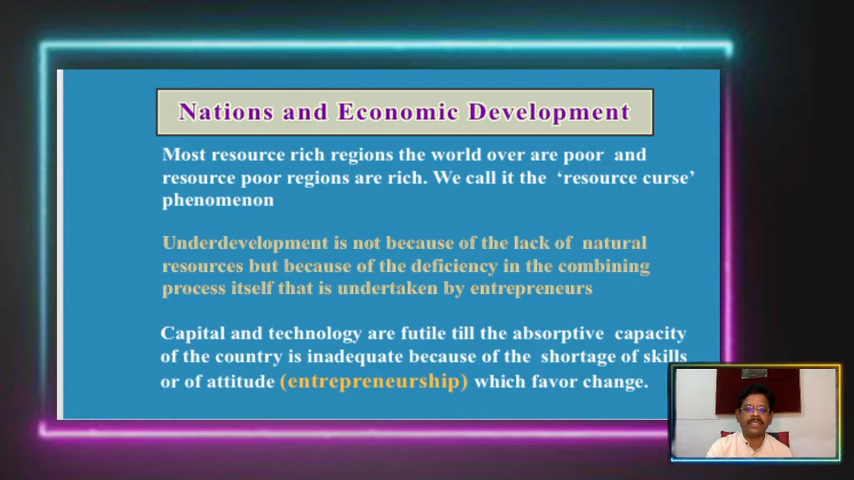 Nations and Economic Development
Most resource rich regions the world over are poor and
resource poor regions are rich. We call it the ‘resource curse’
phenomenon
Underdevelopment is not because of the lack of natural
resources but because of the deficiency in the combining
process itself that is undertaken by entrepreneurs
Capital and technology are futile till the absorptive capacity
of the country is inadequate because of the shortage of skills
or of attitude (entrepreneurship) which favor change.